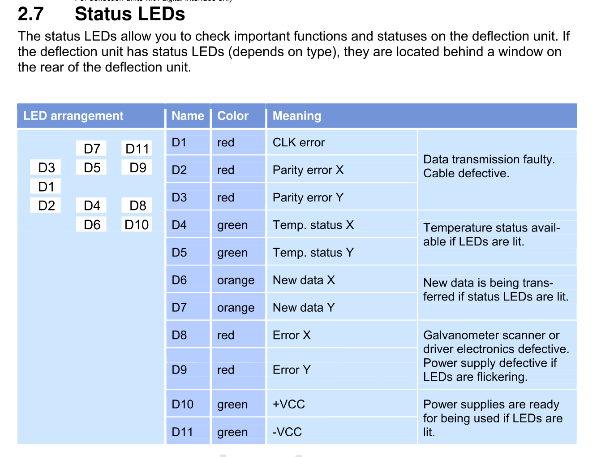 2.7 Status LEDs
The status LEDs allow you to check important functions and statuses on the deflection unit. If
the deflection unit has status LEDs (depends on type), they are located behind a window on
the rear of the deflection unit.
LED arrangement Name Color Meaning
D7 D11
D3 D5 D9
D1
D2 D4 D8
D6 D10
D1 red CLK error
D2 red Parity error X
D3 red Parity error Y
Data transmission faulty.
Cable defective.
D4 green Temp. status X
D5 green Temp. status Y
Temperature status avail-
able if LEDs are lit.
D6 orange New data X
D7 orange New data Y
New data is being trans-
ferred if status LEDs are lit.
D8 red Error X
D9 red Error Y
Galvanometer scanner or
driver electronics defective.
Power supply defective if
LEDs are flickering.
D10 green +VCC
D11 green -VCC
Power supplies are ready
for being used if LEDs are
lit.